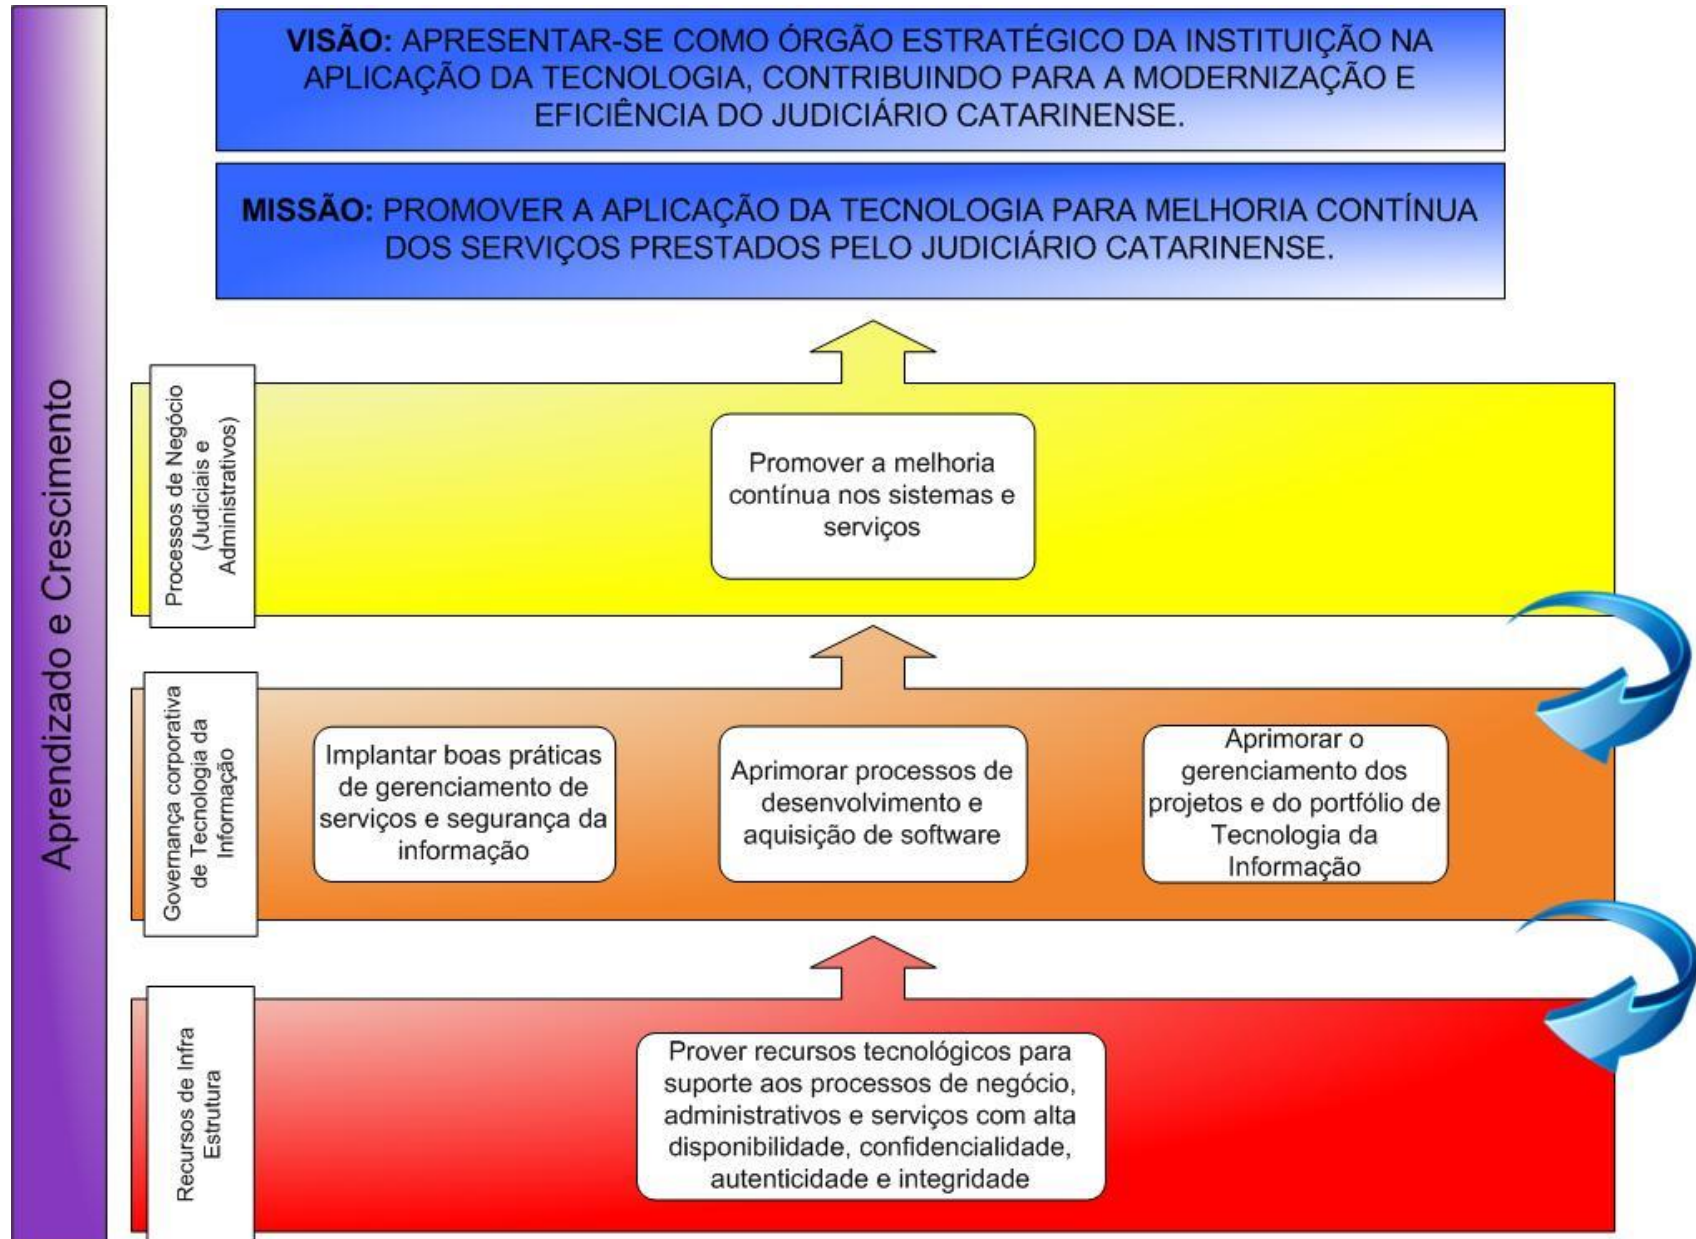 VISÃO: APRESENTAR-SE COMO ÓRGÃO ESTRATÉGICO DA INSTITUIÇÃO NA
APLICAÇÃO DA TECNOLOGIA, CONTRIBUINDO PARA A MODERNIZAÇÃO E
EFICIÊNCIA DO JUDICIÁRIO CATARINENSE.
MISSÃO: PROMOVER A APLICAÇÃO DA TECNOLOGIA PARA MELHORIA CONTÍNUA
DOS SERVIÇOS PRESTADOS PELO JUDICIÁRIO CATARINENSE.
Aprendizado e Crescimento
Processos de Negócio
(Judiciais e
Administrativos)
Promover a melhoria
contínua nos sistemas e
serviços
Governança corporativa
de Tecnologia da
Informação
Implantar boas práticas
de gerenciamento de
serviços e segurança da
informação
Aprimorar processos de
desenvolvimento e
aquisição de software
Aprimorar o
gerenciamento dos
projetos e do portfólio de
Tecnologia da
Informação
Recursos de Infra
Estrutura
Prover recursos tecnológicos para
suporte aos processos de negócio,
administrativos e serviços com alta
disponibilidade, confidencialidade,
autenticidade e integridade